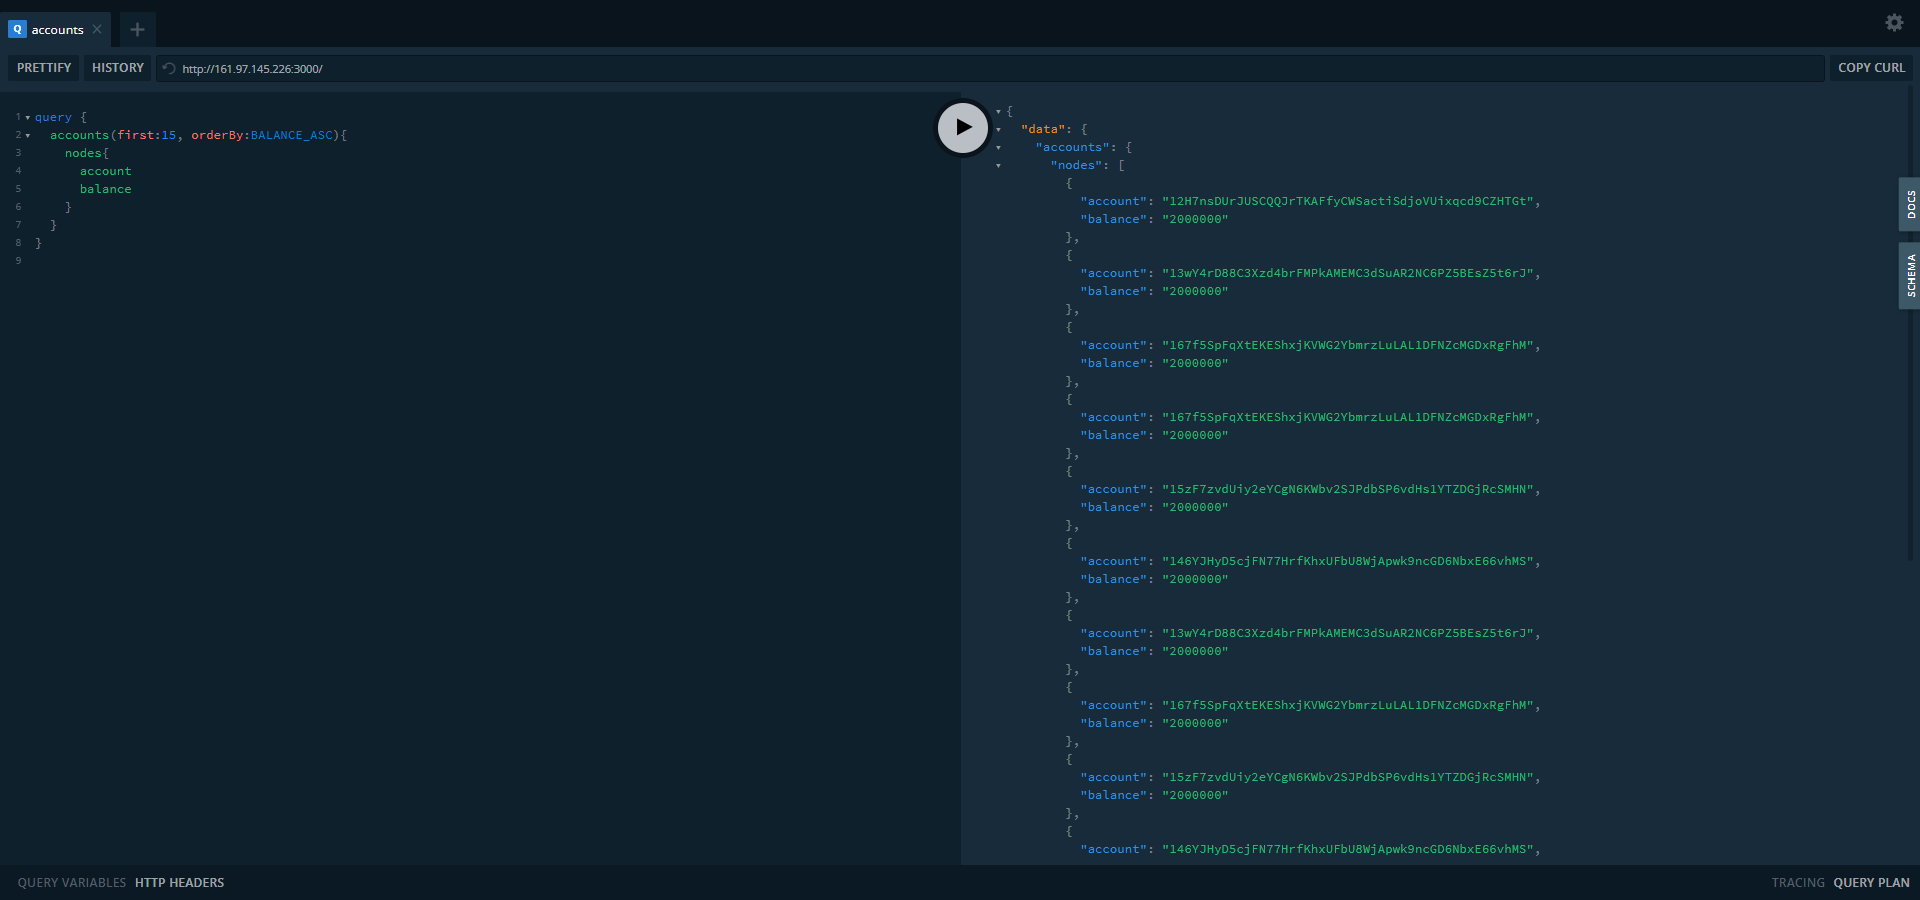 Q accounts
PRETTIFY HISTORY http://161.97.145.226:3000/ COPY CURL
1 query {
2 accounts(first:15, orderBy:BALANCE_ASC){
3 nodes{
4 account
5 balance
6 }
7 }
8 }
9
{
"data": {
"accounts": {
"nodes": [
{
"account": "12H7nsDUrJUSCQQJrTKAFfyCWSactiSdjoVUixqcd9CZHTGt",
"balance": "2000000"
},
{
"account": "13wY4rD88C3Xzd4brFMPkAMEMC3dSuAR2NC6PZ5BEsZ5t6rJ",
"balance": "2000000"
},
{
"account": "167f5SpFqXtEKEShxjKVWG2YbmrzLuLAL1DFNZcMGDxRgFhM",
"balance": "2000000"
},
{
"account": "167f5SpFqXtEKEShxjKVWG2YbmrzLuLAL1DFNZcMGDxRgFhM",
"balance": "2000000"
},
{
"account": "15zF7zvdUiy2eYCgN6KWbv2SJPdbSP6vdHs1YTZDGjRcSMHN",
"balance": "2000000"
},
{
"account": "146YJHyD5cjFN77HrfKhxUFbU8WjApwk9ncGD6NbxE66vhMS",
"balance": "2000000"
},
{
"account": "13wY4rD88C3Xzd4brFMPkAMEMC3dSuAR2NC6PZ5BEsZ5t6rJ",
"balance": "2000000"
},
{
"account": "167f5SpFqXtEKEShxjKVWG2YbmrzLuLAL1DFNZcMGDxRgFhM",
"balance": "2000000"
},
{
"account": "15zF7zvdUiy2eYCgN6KWbv2SJPdbSP6vdHs1YTZDGjRcSMHN",
"balance": "2000000"
},
{
"account": "146YJHyD5cjFN77HrfKhxUFbU8WjApwk9ncGD6NbxE66vhMS",
DOCS
SCHEMA
QUERY VARIABLES HTTP HEADERS
TRACING QUERY PLAN